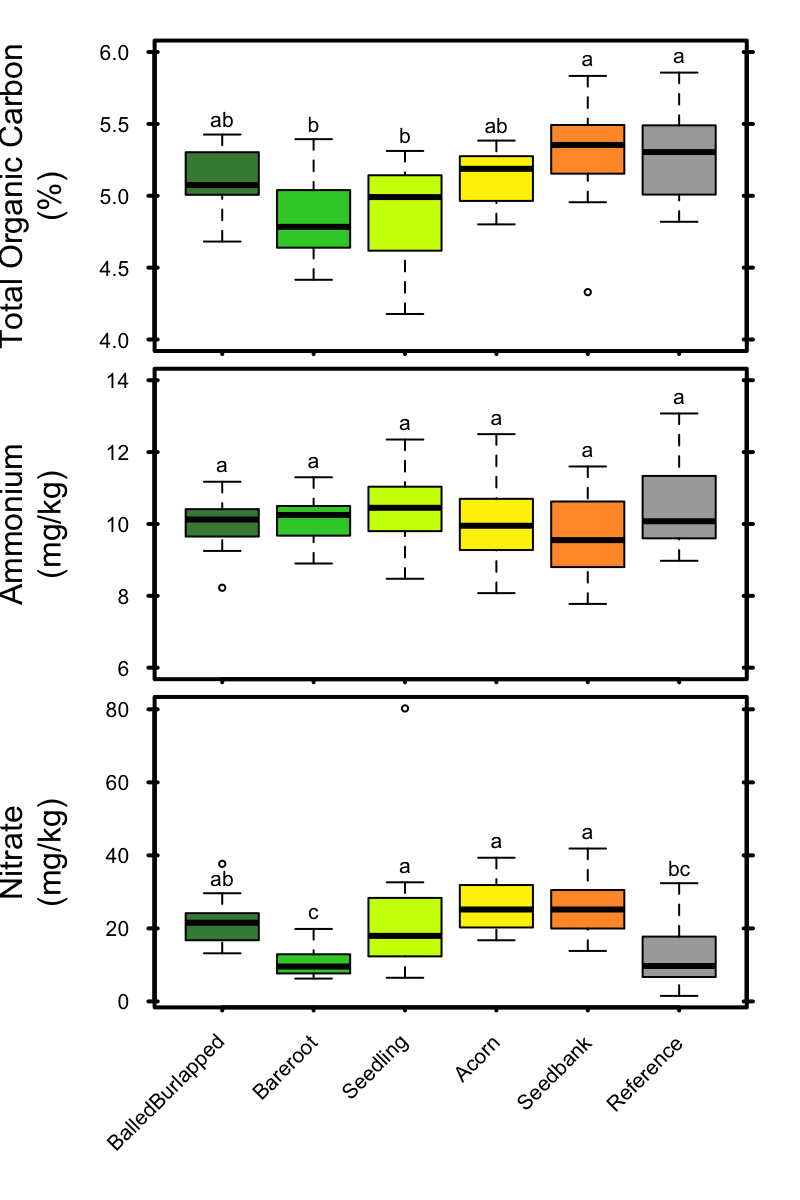 Total Organic Carbon
(%)
6.0
5.5
5.0
4.5
4.0
ab
b
b
ab
a
a
Ammonium
(mg/kg)
14
12
10
8
6
a
a
a
a
a
a
Nitrate
(mg/kg)
80
60
40
20
0
ab
c
a
a
a
bc
BalledBurlapped
Bareroot
Seedling
Acorn
Seedbank
Reference